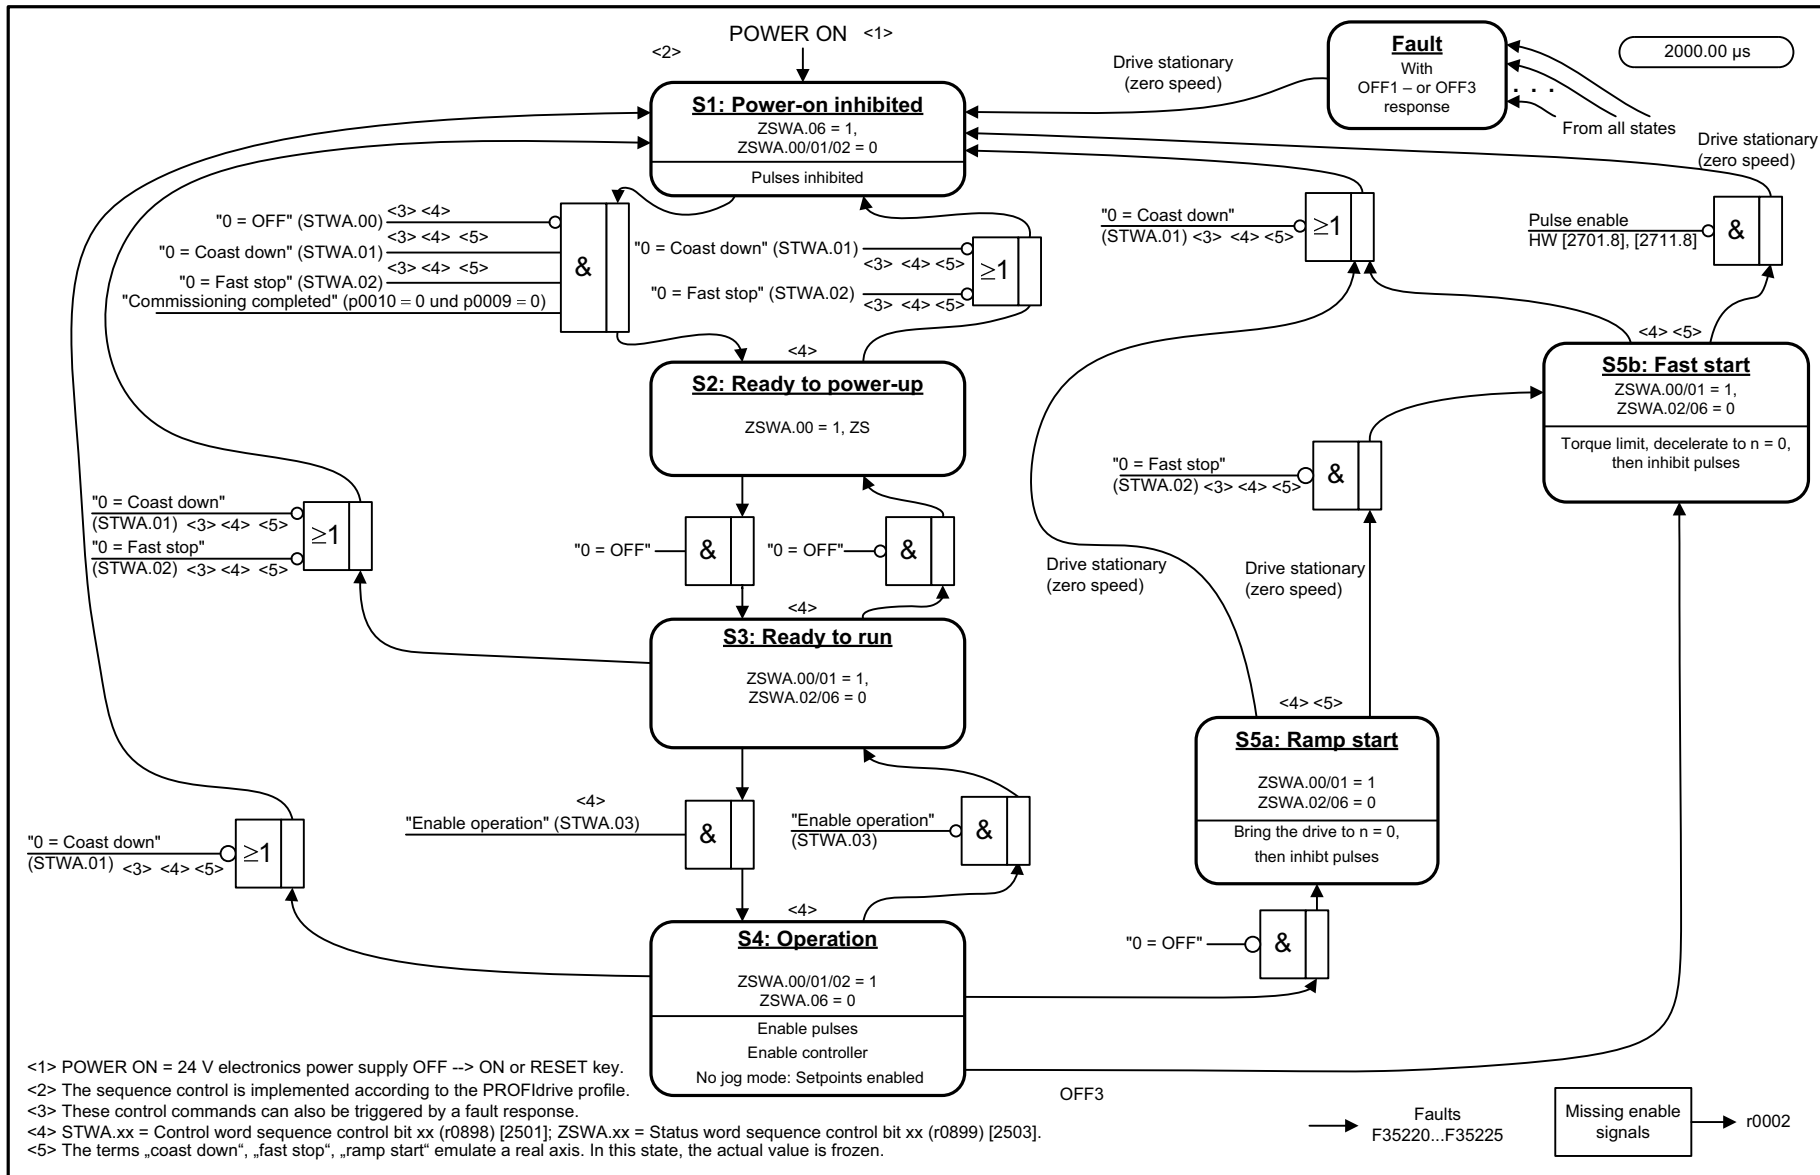 POWER ON <1>
<2>
S1: Power-on inhibited
ZSWA.06 = 1,
ZSWA.00/01/02 = 0
Pulses inhibited
Drive stationary
(zero speed)
Fault
With
OFF1 – or OFF3
response
. . .
From all states
2000.00 µs
Drive stationary
(zero speed)
<3> <4>
"0 = OFF" (STWA.00)
<3> <4> <5>
"0 = Coast down" (STWA.01)
<3> <4> <5>
"0 = Fast stop" (STWA.02)
"Commissioning completed" (p0010 = 0 und p0009 = 0)
&
"0 = Coast down" (STWA.01)
<3> <4> <5>
"0 = Fast stop" (STWA.02)
<3> <4> <5>
≥1
"0 = Coast down"
(STWA.01) <3> <4> <5>
≥1
Pulse enable
HW [2701.8], [2711.8]
&
<4>
S2: Ready to power-up
ZSWA.00 = 1, ZS
<4> <5>
S5b: Fast start
ZSWA.00/01 = 1,
ZSWA.02/06 = 0
Torque limit, decelerate to n = 0,
then inhibit pulses
"0 = Fast stop"
(STWA.02) <3> <4> <5>
&
"0 = Coast down"
(STWA.01) <3> <4> <5>
"0 = Fast stop"
(STWA.02) <3> <4> <5>
≥1
"0 = OFF"
&
"0 = OFF"
&
Drive stationary
(zero speed)
Drive stationary
(zero speed)
<4>
S3: Ready to run
ZSWA.00/01 = 1,
ZSWA.02/06 = 0
<4> <5>
S5a: Ramp start
ZSWA.00/01 = 1
ZSWA.02/06 = 0
Bring the drive to n = 0,
then inhibt pulses
<4>
"Enable operation" (STWA.03)
&
"Enable operation"
(STWA.03)
&
"0 = Coast down"
(STWA.01) <3> <4> <5>
≥1
<4>
S4: Operation
ZSWA.00/01/02 = 1
ZSWA.06 = 0
Enable pulses
Enable controller
No jog mode: Setpoints enabled
"0 = OFF"
&
OFF3
<1> POWER ON = 24 V electronics power supply OFF --> ON or RESET key.
<2> The sequence control is implemented according to the PROFIdrive profile.
<3> These control commands can also be triggered by a fault response.
<4> STWA.xx = Control word sequence control bit xx (r0898) [2501]; ZSWA.xx = Status word sequence control bit xx (r0899) [2503].
<5> The terms „coast down“, „fast stop“, „ramp start“ emulate a real axis. In this state, the actual value is frozen.
Faults
F35220...F35225
Missing enable
signals
r0002